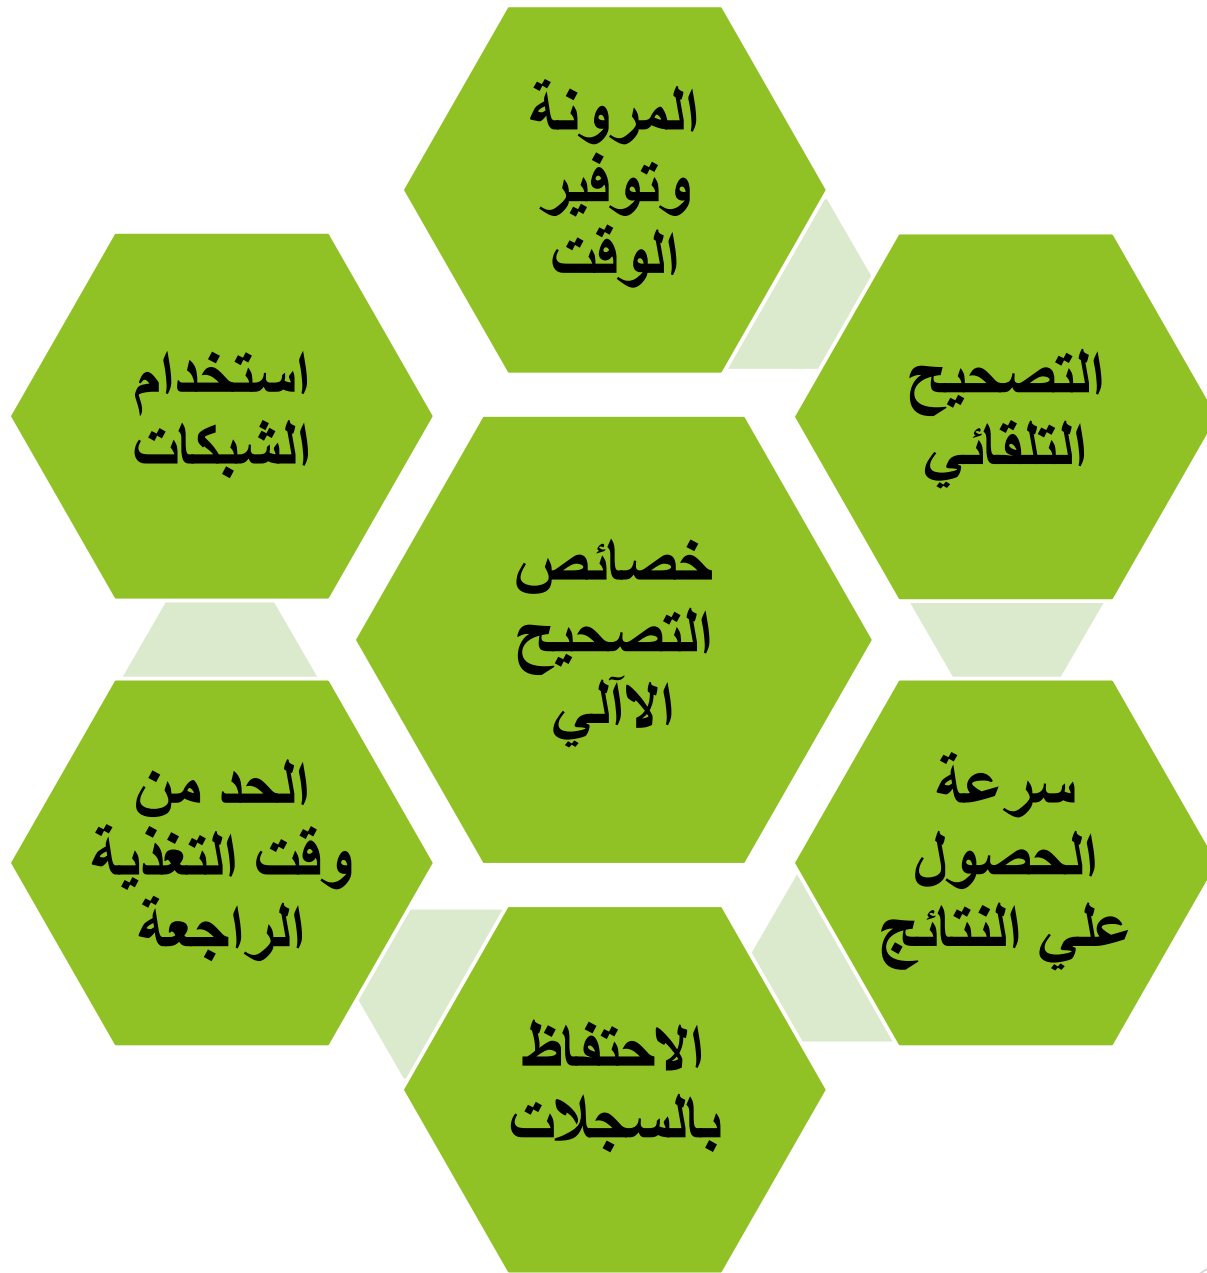 المرونة
وتوفير
الوقت
التصحيح
التلقائي
سرعة
الحصول
علي النتائج
الاحتفاظ
بالسجلات
الحد من
وقت التغذية
الراجعة
استخدام
الشبكات
خصائص
التصحيح
الاآلي